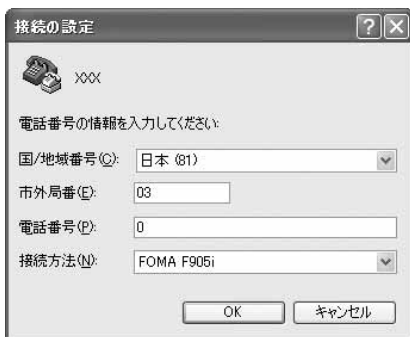 接続の設定
XXX
電話番号の情報を入力してください:
国/地域番号(C): 日本 (81)
市外局番(E): 03
電話番号(P): 0
接続方法(N): FOMA F905i
OK キャンセル